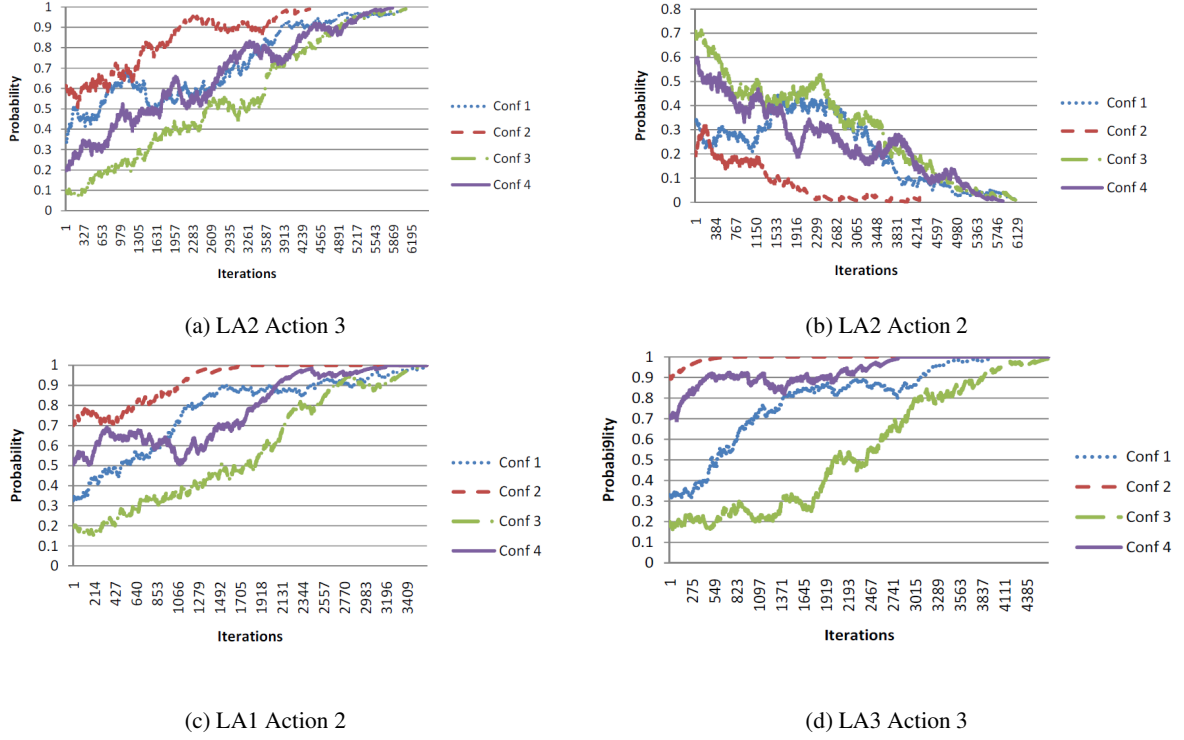 1
0.9
0.8
0.7
0.6
0.5
0.4
0.3
0.2
0.1
0
Probability
1 327 653 979 1305 1631 1957 2283 2609 2935 3261 3587 3913 4239 4565 4891 5217 5543 5869 6195
Iterations
Conf 1
Conf 2
Conf 3
Conf 4
(a) LA2 Action 3
0.8
0.7
0.6
0.5
0.4
0.3
0.2
0.1
0
Probability
1 384 767 1150 1533 1916 2299 2682 3065 3448 3831 4214 4597 4980 5363 5746 6129
Iterations
Conf 1
Conf 2
Conf 3
Conf 4
(b) LA2 Action 2
1
0.9
0.8
0.7
0.6
0.5
0.4
0.3
0.2
0.1
0
Probability
1 214 427 640 853 1066 1279 1492 1705 1918 2131 2344 2557 2770 2983 3196 3409
Iterations
Conf 1
Conf 2
Conf 3
Conf 4
(c) LA1 Action 2
1
0.9
0.8
0.7
0.6
0.5
0.4
0.3
0.2
0.1
0
Probabi9lity
1 275 549 823 1097 1371 1645 1919 2193 2467 2741 3015 3289 3563 3837 4111 4385
Iterations
Conf 1
Conf 2
Conf 3
Conf 4
(d) LA3 Action 3